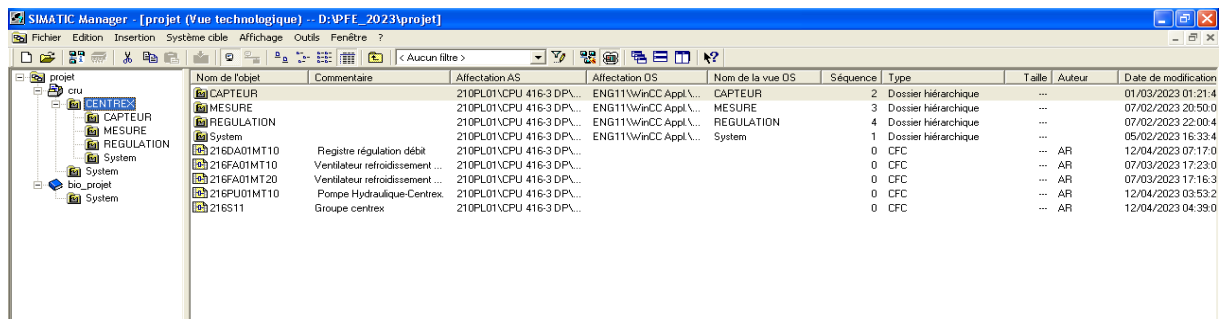 SIMATIC Manager - [projet (Vue technologique) -- D:\PFE_2023\projet]
Fichier Edition Insertion Système cible Affichage Outils Fenêtre ?
< Aucun filtre >
projet
cru
CENTREX
CAPTEUR
MESURE
REGULATION
System
System
bio_projet
System
Nom de l'objet Commentaire Affectation AS Affectation OS Nom de la vue OS Séquence Type Taille Auteur Date de modification
CAPTEUR 210PL01\CPU 416-3 DP\... ENG11\WinCC Appl.\... CAPTEUR 2 Dossier hiérarchique --- 01/03/2023 01:21:4
MESURE 210PL01\CPU 416-3 DP\... ENG11\WinCC Appl.\... MESURE 3 Dossier hiérarchique --- 07/02/2023 20:50:0
REGULATION 210PL01\CPU 416-3 DP\... ENG11\WinCC Appl.\... REGULATION 4 Dossier hiérarchique --- 07/02/2023 22:00:4
System 210PL01\CPU 416-3 DP\... ENG11\WinCC Appl.\... System 1 Dossier hiérarchique --- 05/02/2023 16:33:4
216DA01MT10 Registre régulation débit 210PL01\CPU 416-3 DP\... 0 CFC --- AR 12/04/2023 07:17:0
216FA01MT10 Ventilateur refroidissement ... 210PL01\CPU 416-3 DP\... 0 CFC --- AR 07/03/2023 17:23:0
216FA01MT20 Ventilateur refroidissement ... 210PL01\CPU 416-3 DP\... 0 CFC --- AR 07/03/2023 17:16:3
216PU01MT10 Pompe Hydraulique-Centrex. 210PL01\CPU 416-3 DP\... 0 CFC --- AR 12/04/2023 03:53:2
216S11 Groupe centrex 210PL01\CPU 416-3 DP\... 0 CFC --- AR 12/04/2023 04:39:0